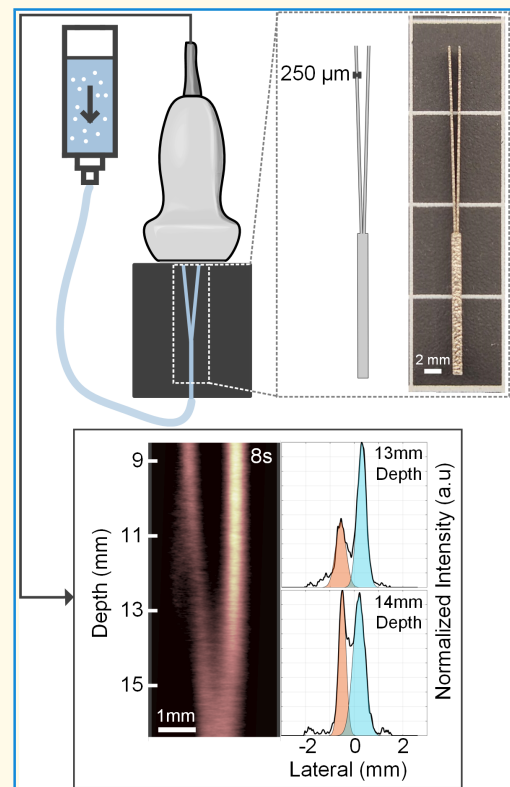 250 µm
2 mm
8s
9
11
13
15
Depth (mm)
1mm
13mm
Depth
14mm
Depth
Normalized Intensity (a.u)
-2 0 2
Lateral (mm)